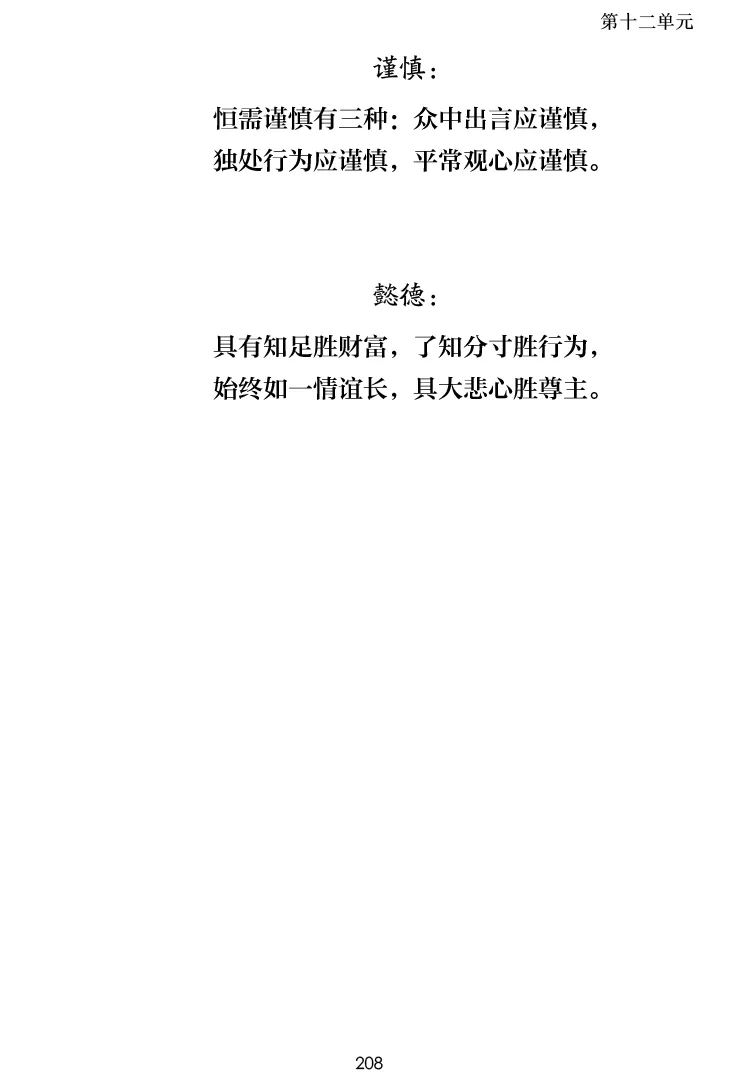 第十二单元
谨慎：
恒需谨慎有三种：众中出言应谨慎，
独处行为应谨慎，平常观心应谨慎。
懿德：
具有知足胜财富，了知分寸胜行为，
始终如一情谊长，具大悲心胜尊主。
208